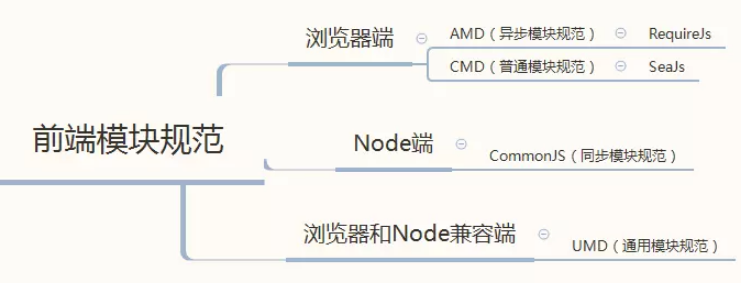 前端模块规范
浏览器端
AMD（异步模块规范）
RequireJs
CMD（普通模块规范）
SeaJs
Node端
CommonJS（同步模块规范）
浏览器和Node兼容端
UMD（通用模块规范）